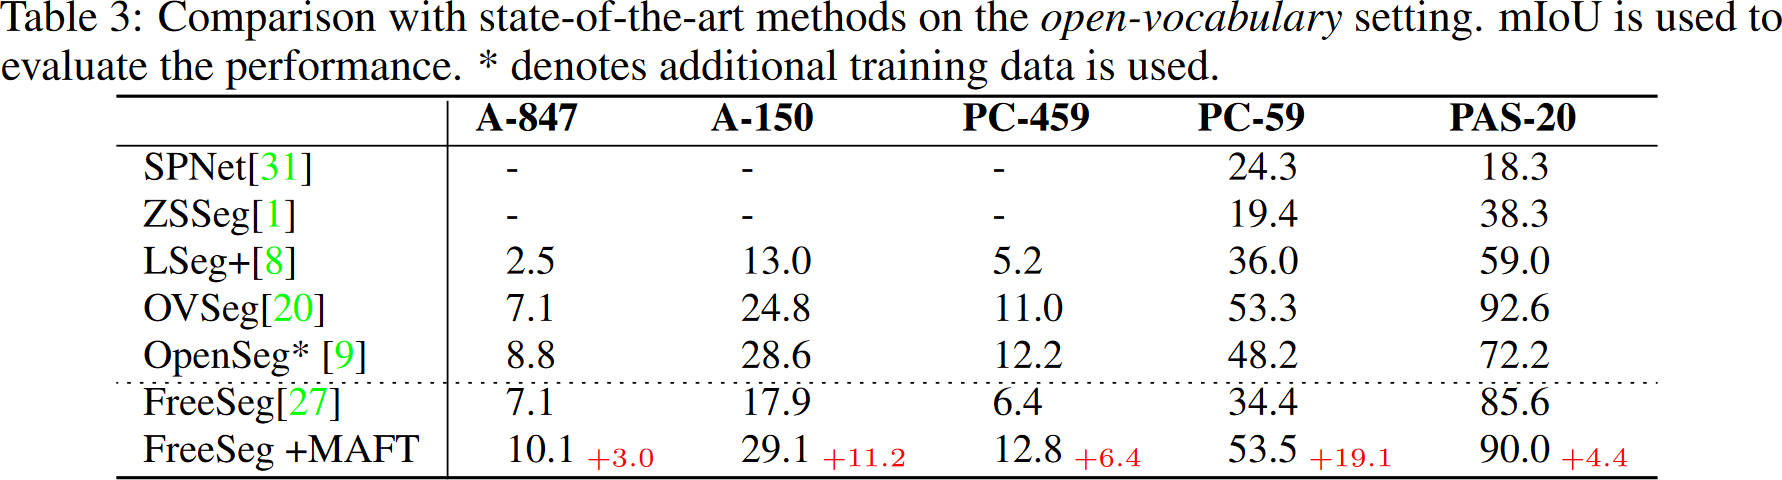 Table 3: Comparison with state-of-the-art methods on the open-vocabulary setting. mIoU is used to
evaluate the performance. * denotes additional training data is used.
A-847 A-150 PC-459 PC-59 PAS-20
SPNet[31] - - - 24.3 18.3
ZSSeg[1] - - - 19.4 38.3
LSeg+[8] 2.5 13.0 5.2 36.0 59.0
OVSeg[20] 7.1 24.8 11.0 53.3 92.6
OpenSeg* [9] 8.8 28.6 12.2 48.2 72.2
FreeSeg[27] 7.1 17.9 6.4 34.4 85.6
FreeSeg +MAFT 10.1 +3.0 29.1 +11.2 12.8 +6.4 53.5 +19.1 90.0 +4.4